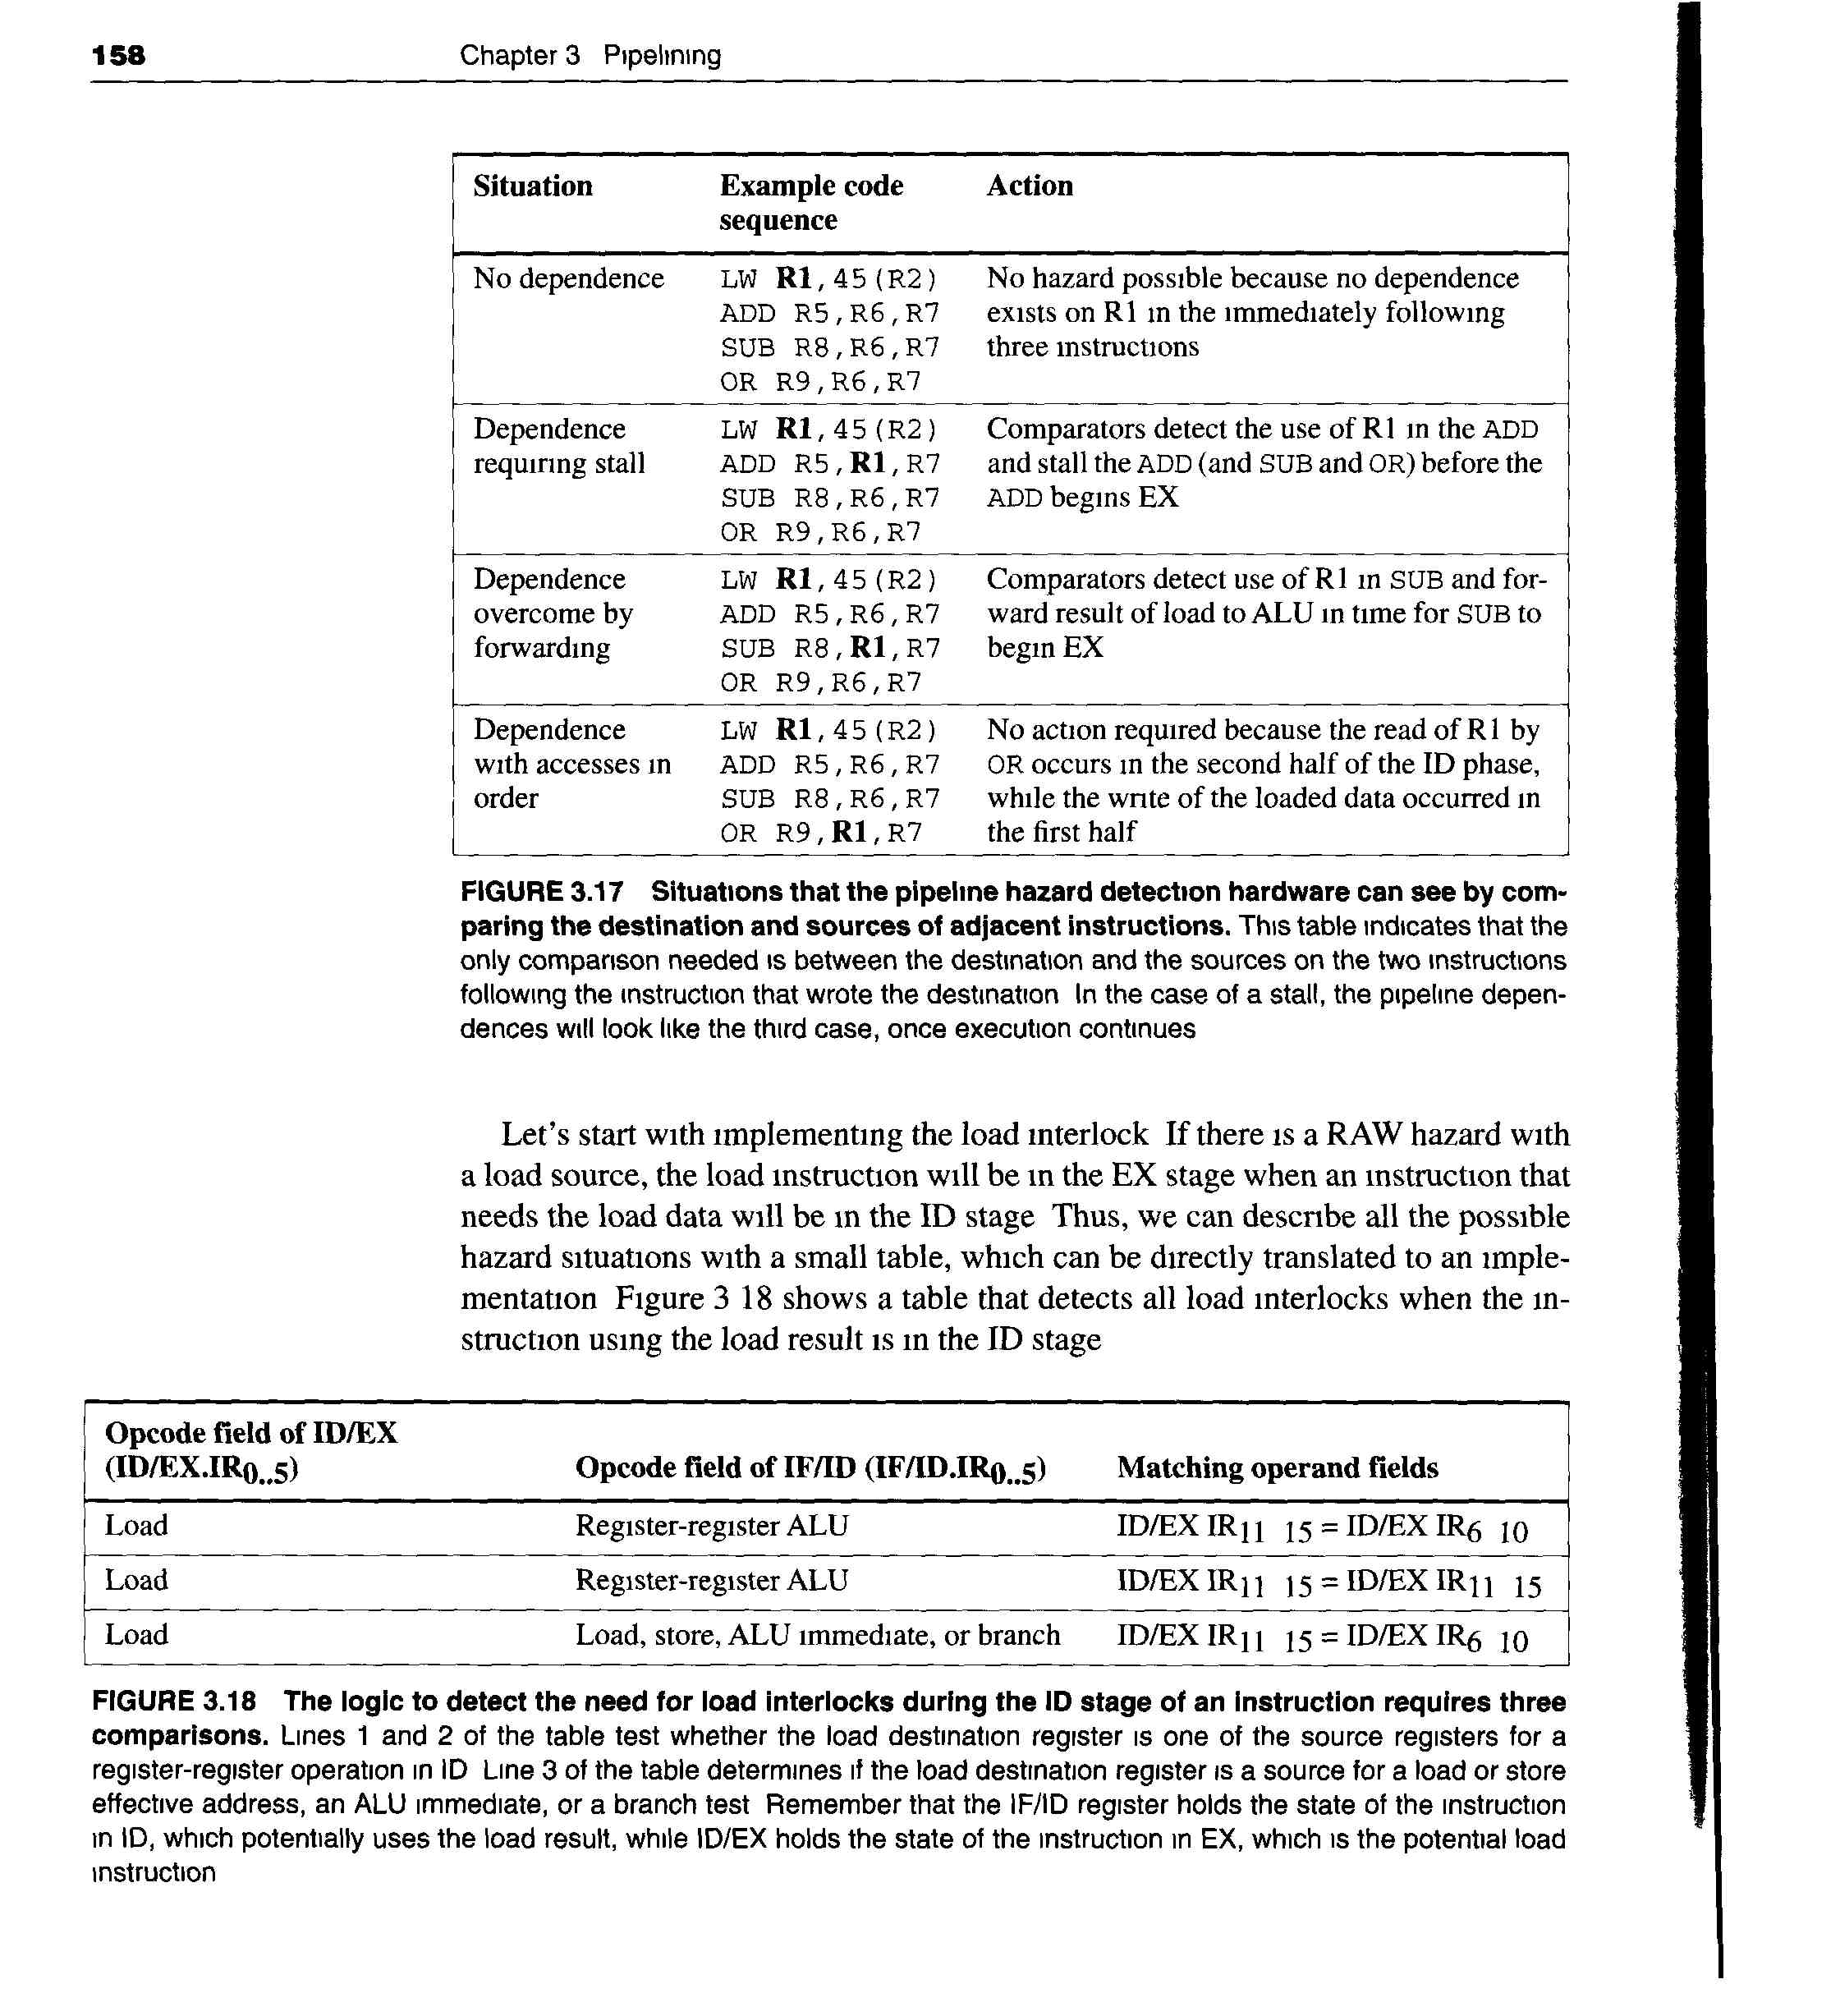 158 Chapter 3 Pipelining
Situation Example code sequence Action
No dependence LW R1,45(R2) No hazard possible because no dependence
ADD R5,R6,R7 exists on R1 in the immediately following
SUB R8,R6,R7 three instructions
OR R9,R6,R7
Dependence LW R1,45(R2) Comparators detect the use of R1 in the ADD
requiring stall ADD R5,R1,R7 and stall the ADD (and SUB and OR) before the
SUB R8,R6,R7 ADD begins EX
OR R9,R6,R7
Dependence LW R1,45(R2) Comparators detect use of R1 in SUB and for-
overcome by ADD R5,R6,R7 ward result of load to ALU in time for SUB to
forwarding SUB R8,R1,R7 begin EX
OR R9,R6,R7
Dependence LW R1,45(R2) No action required because the read of R1 by
with accesses in ADD R5,R6,R7 OR occurs in the second half of the ID phase,
order SUB R8,R6,R7 while the write of the loaded data occurred in
OR R9,R1,R7 the first half
FIGURE 3.17 Situations that the pipeline hazard detection hardware can see by com-
paring the destination and sources of adjacent instructions. This table indicates that the
only comparison needed is between the destination and the sources on the two instructions
following the instruction that wrote the destination In the case of a stall, the pipeline depen-
dences will look like the third case, once execution continues
Let's start with implementing the load interlock If there is a RAW hazard with
a load source, the load instruction will be in the EX stage when an instruction that
needs the load data will be in the ID stage Thus, we can describe all the possible
hazard situations with a small table, which can be directly translated to an imple-
mentation Figure 3 18 shows a table that detects all load interlocks when the in-
struction using the load result is in the ID stage
Opcode field of ID/EX
(ID/EX.IR0..5) Opcode field of IF/ID (IF/ID.IR0..5) Matching operand fields
Load Register-register ALU ID/EX IR11 15 = ID/EX IR6 10
Load Register-register ALU ID/EX IR11 15 = ID/EX IR11 15
Load Load, store, ALU immediate, or branch ID/EX IR11 15 = ID/EX IR6 10
FIGURE 3.18 The logic to detect the need for load interlocks during the ID stage of an instruction requires three
comparisons. Lines 1 and 2 of the table test whether the load destination register is one of the source registers for a
register-register operation in ID Line 3 of the table determines if the load destination register is a source for a load or store
effective address, an ALU immediate, or a branch test Remember that the IF/ID register holds the state of the instruction
in ID, which potentially uses the load result, while ID/EX holds the state of the instruction in EX, which is the potential load
instruction